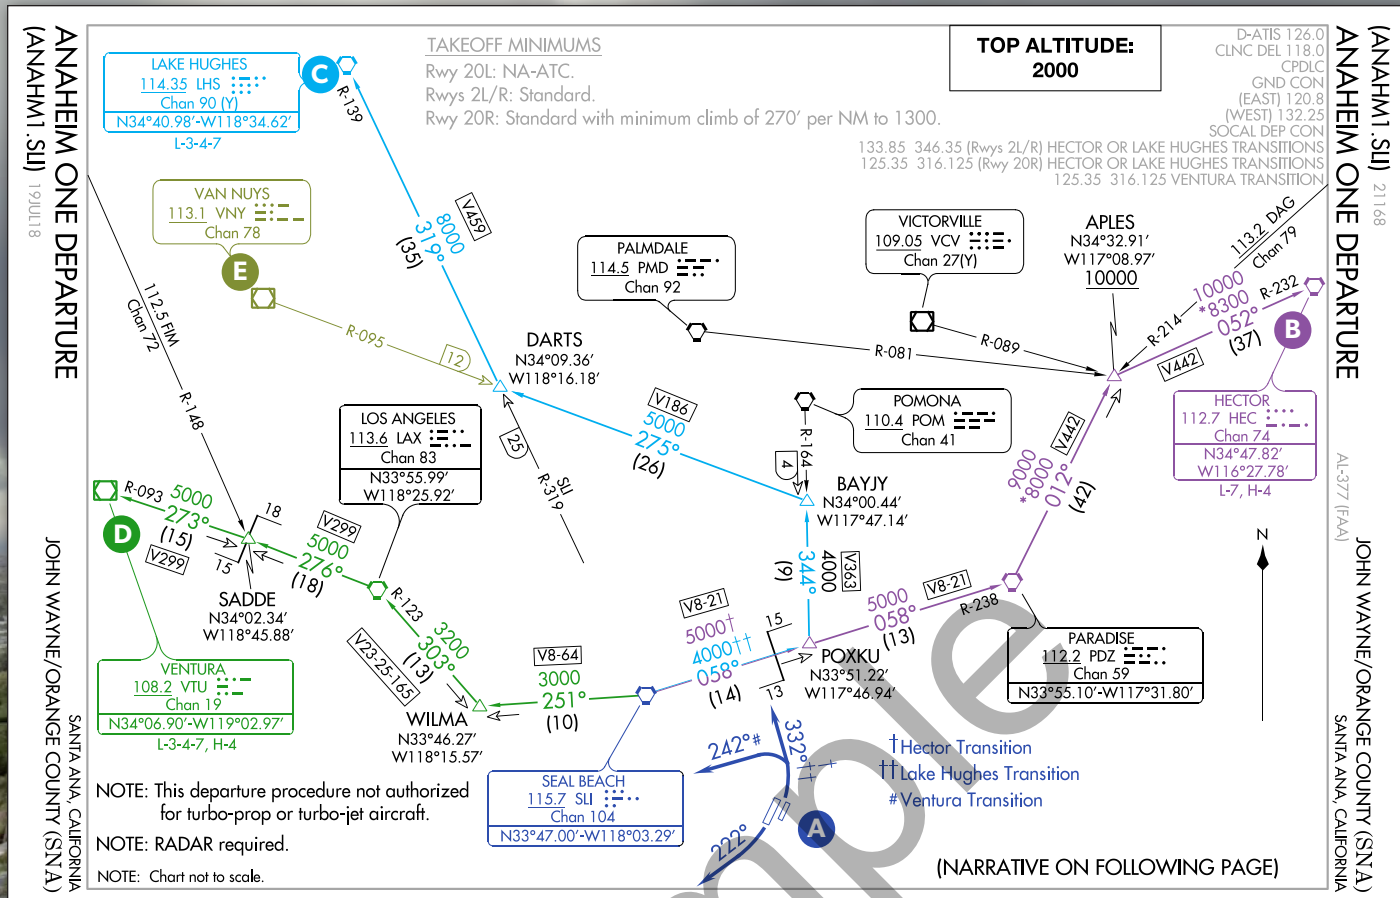 ANAHEIM ONE DEPARTURE
(ANAHM1.SLI) 19JUL18
JOHN WAYNE/ORANGE COUNTY (SNA)
SANTA ANA, CALIFORNIA
(ANAHM1.SLI) 21168
ANAHEIM ONE DEPARTURE
AL-377 (FAA)
JOHN WAYNE/ORANGE COUNTY (SNA)
SANTA ANA, CALIFORNIA
TAKEOFF MINIMUMS
Rwy 20L: NA-ATC.
Rwys 2L/R: Standard.
Rwy 20R: Standard with minimum climb of 270' per NM to 1300.
TOP ALTITUDE:
2000
D-ATIS 126.0
CLNC DEL 118.0
CPDLC
GND CON
(EAST) 120.8
(WEST) 132.25
SOCAL DEP CON
133.85 346.35 (Rwys 2L/R) HECTOR OR LAKE HUGHES TRANSITIONS
125.35 316.125 (Rwy 20R) HECTOR OR LAKE HUGHES TRANSITIONS
125.35 316.125 VENTURA TRANSITION
LAKE HUGHES
114.35 LHS
Chan 90 (Y)
N34°40.98'-W118°34.62'
L-3-4-7
C
R-139
V459
8000
319°
(35)
VAN NUYS
113.1 VNY
Chan 78
E
R-095
12
112.5 FIM
Chan 72
R-148
DARTS
N34°09.36'
W118°16.18'
25
SLI
R-319
PALMDALE
114.5 PMD
Chan 92
R-081
VICTORVILLE
109.05 VCV
Chan 27(Y)
R-089
APLES
N34°32.91'
W117°08.97'
10000
113.2 DAG
Chan 79
R-214
10000
*8300
052°
(37)
R-232
V442
B
HECTOR
112.7 HEC
Chan 74
N34°47.82'
W116°27.78'
L-7, H-4
LOS ANGELES
113.6 LAX
Chan 83
N33°55.99'
W118°25.92'
V186
5000
275°
(26)
POMONA
110.4 POM
Chan 41
R-164
4
BAYJY
N34°00.44'
W117°47.14'
V442
9000
*8000
012°
(42)
R-093
5000
273°
(15)
V299
D
18
15
SADDE
N34°02.34'
W118°45.88'
V299
5000
276°
(18)
R-123
3200
303°
(13)
V23-25-165
344°
(9)
V363
4000
V8-21
5000†
4000††
058°
(14)
15
13
POXKU
N33°51.22'
W117°46.94'
5000
058°
(13)
V8-21
R-238
N
PARADISE
112.2 PDZ
Chan 59
N33°55.10'-W117°31.80'
VENTURA
108.2 VTU
Chan 19
N34°06.90'-W119°02.97'
L-3-4-7, H-4
WILMA
N33°46.27'
W118°15.57'
V8-64
3000
251°
(10)
SEAL BEACH
115.7 SLI
Chan 104
N33°47.00'-W118°03.29'
242°#
332°
222°
A
†Hector Transition
††Lake Hughes Transition
#Ventura Transition
NOTE: This departure procedure not authorized
for turbo-prop or turbo-jet aircraft.
NOTE: RADAR required.
NOTE: Chart not to scale.
(NARRATIVE ON FOLLOWING PAGE)